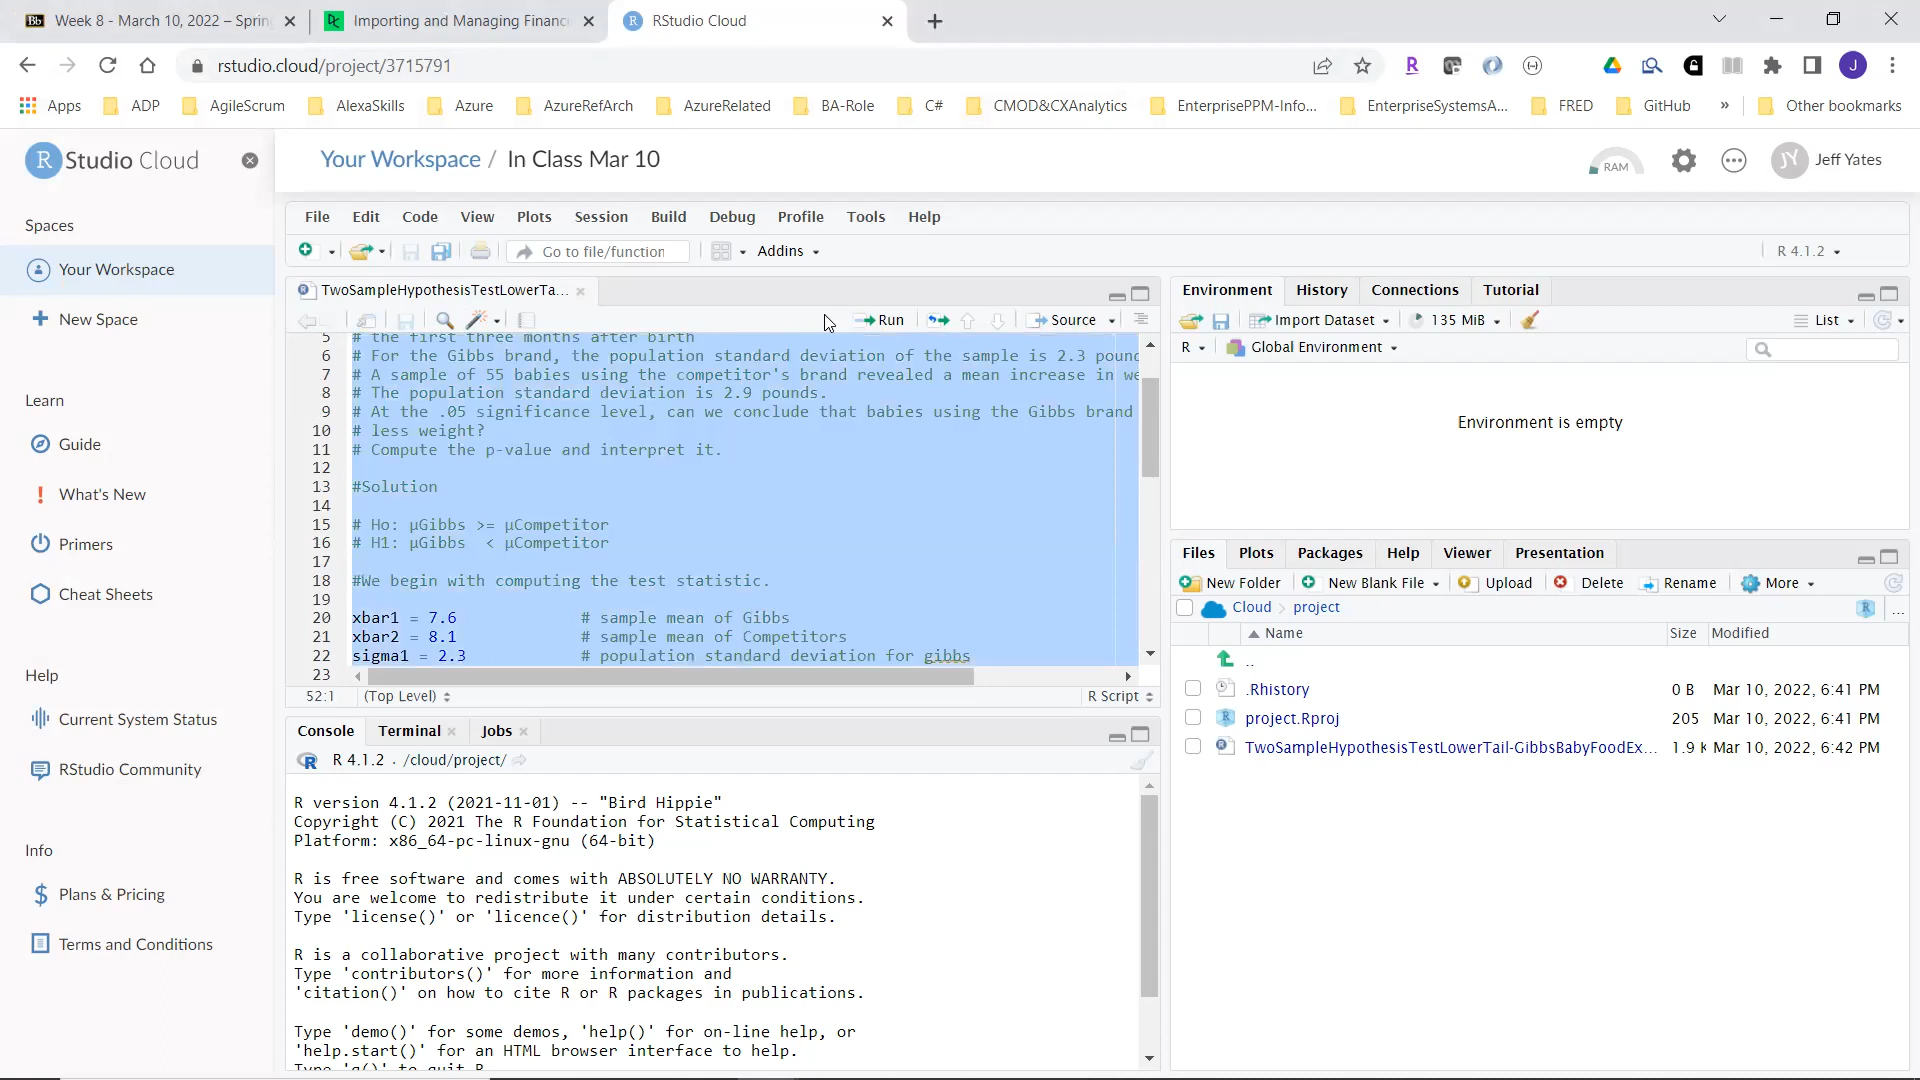 Bb Week 8 - March 10, 2022 – Sprin
DC Importing and Managing Financ
R RStudio Cloud
rstudio.cloud/project/3715791
R
J
Apps
ADP
AgileScrum
AlexaSkills
Azure
AzureRefArch
AzureRelated
BA-Role
C#
CMOD&CXAnalytics
EnterprisePPM-Info...
EnterpriseSystemsA...
FRED
GitHub
»
Other bookmarks
R Studio Cloud
Your Workspace / In Class Mar 10
RAM
JY Jeff Yates
Spaces
Your Workspace
New Space
Learn
Guide
What's New
Primers
Cheat Sheets
Help
Current System Status
RStudio Community
Info
Plans & Pricing
Terms and Conditions
File Edit Code View Plots Session Build Debug Profile Tools Help
Go to file/function
Addins
R 4.1.2
TwoSampleHypothesisTestLowerTa...
Run
Source
5 # the first three months after birth
6 # For the Gibbs brand, the population standard deviation of the sample is 2.3 pound
7 # A sample of 55 babies using the competitor's brand revealed a mean increase in we
8 # The population standard deviation is 2.9 pounds.
9 # At the .05 significance level, can we conclude that babies using the Gibbs brand
10 # less weight?
11 # Compute the p-value and interpret it.
12
13 #Solution
14
15 # Ho: µGibbs >= µCompetitor
16 # H1: µGibbs  < µCompetitor
17
18 #We begin with computing the test statistic.
19
20 xbar1 = 7.6 # sample mean of Gibbs
21 xbar2 = 8.1 # sample mean of Competitors
22 sigma1 = 2.3 # population standard deviation for gibbs
23
52:1 (Top Level) R Script
Console Terminal Jobs
R 4.1.2 . /cloud/project/
R version 4.1.2 (2021-11-01) -- "Bird Hippie"
Copyright (C) 2021 The R Foundation for Statistical Computing
Platform: x86_64-pc-linux-gnu (64-bit)
R is free software and comes with ABSOLUTELY NO WARRANTY.
You are welcome to redistribute it under certain conditions.
Type 'license()' or 'licence()' for distribution details.
R is a collaborative project with many contributors.
Type 'contributors()' for more information and
'citation()' on how to cite R or R packages in publications.
Type 'demo()' for some demos, 'help()' for on-line help, or
'help.start()' for an HTML browser interface to help.
Type 'q()' to quit R
Environment History Connections Tutorial
Import Dataset
135 MiB
List
R Global Environment
Environment is empty
Files Plots Packages Help Viewer Presentation
New Folder New Blank File Upload Delete Rename More
Cloud > project
...
Name Size Modified
..
.Rhistory 0 B Mar 10, 2022, 6:41 PM
project.Rproj 205 Mar 10, 2022, 6:41 PM
TwoSampleHypothesisTestLowerTail-GibbsBabyFoodEx... 1.9 K Mar 10, 2022, 6:42 PM